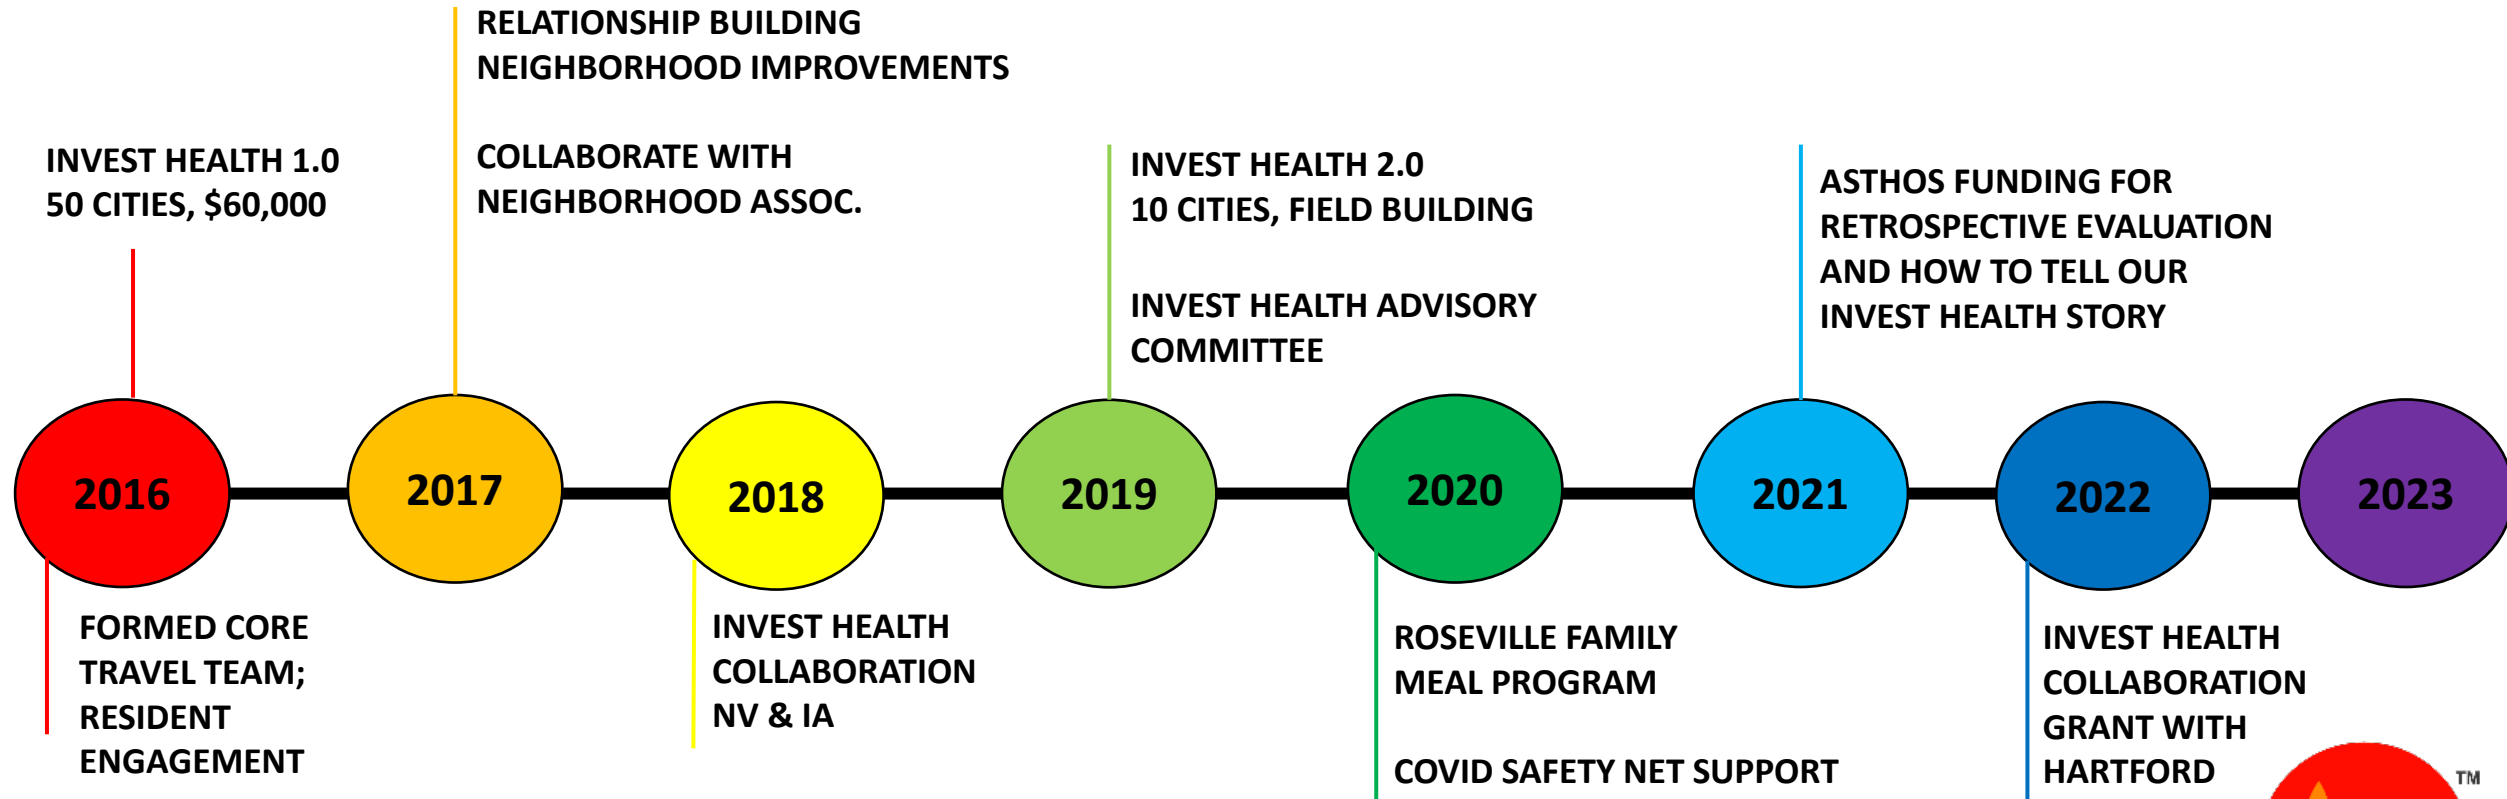 RELATIONSHIP BUILDING
NEIGHBORHOOD IMPROVEMENTS
COLLABORATE WITH
NEIGHBORHOOD ASSOC.
INVEST HEALTH 1.0
50 CITIES, $60,000
INVEST HEALTH 2.0
10 CITIES, FIELD BUILDING
INVEST HEALTH ADVISORY
COMMITTEE
ASTHOS FUNDING FOR
RETROSPECTIVE EVALUATION
AND HOW TO TELL OUR
INVEST HEALTH STORY
2016
2017
2018
2019
2020
2021
2022
2023
FORMED CORE
TRAVEL TEAM;
RESIDENT
ENGAGEMENT
INVEST HEALTH
COLLABORATION
NV & IA
ROSEVILLE FAMILY
MEAL PROGRAM
COVID SAFETY NET SUPPORT
INVEST HEALTH
COLLABORATION
GRANT WITH
HARTFORD
TM